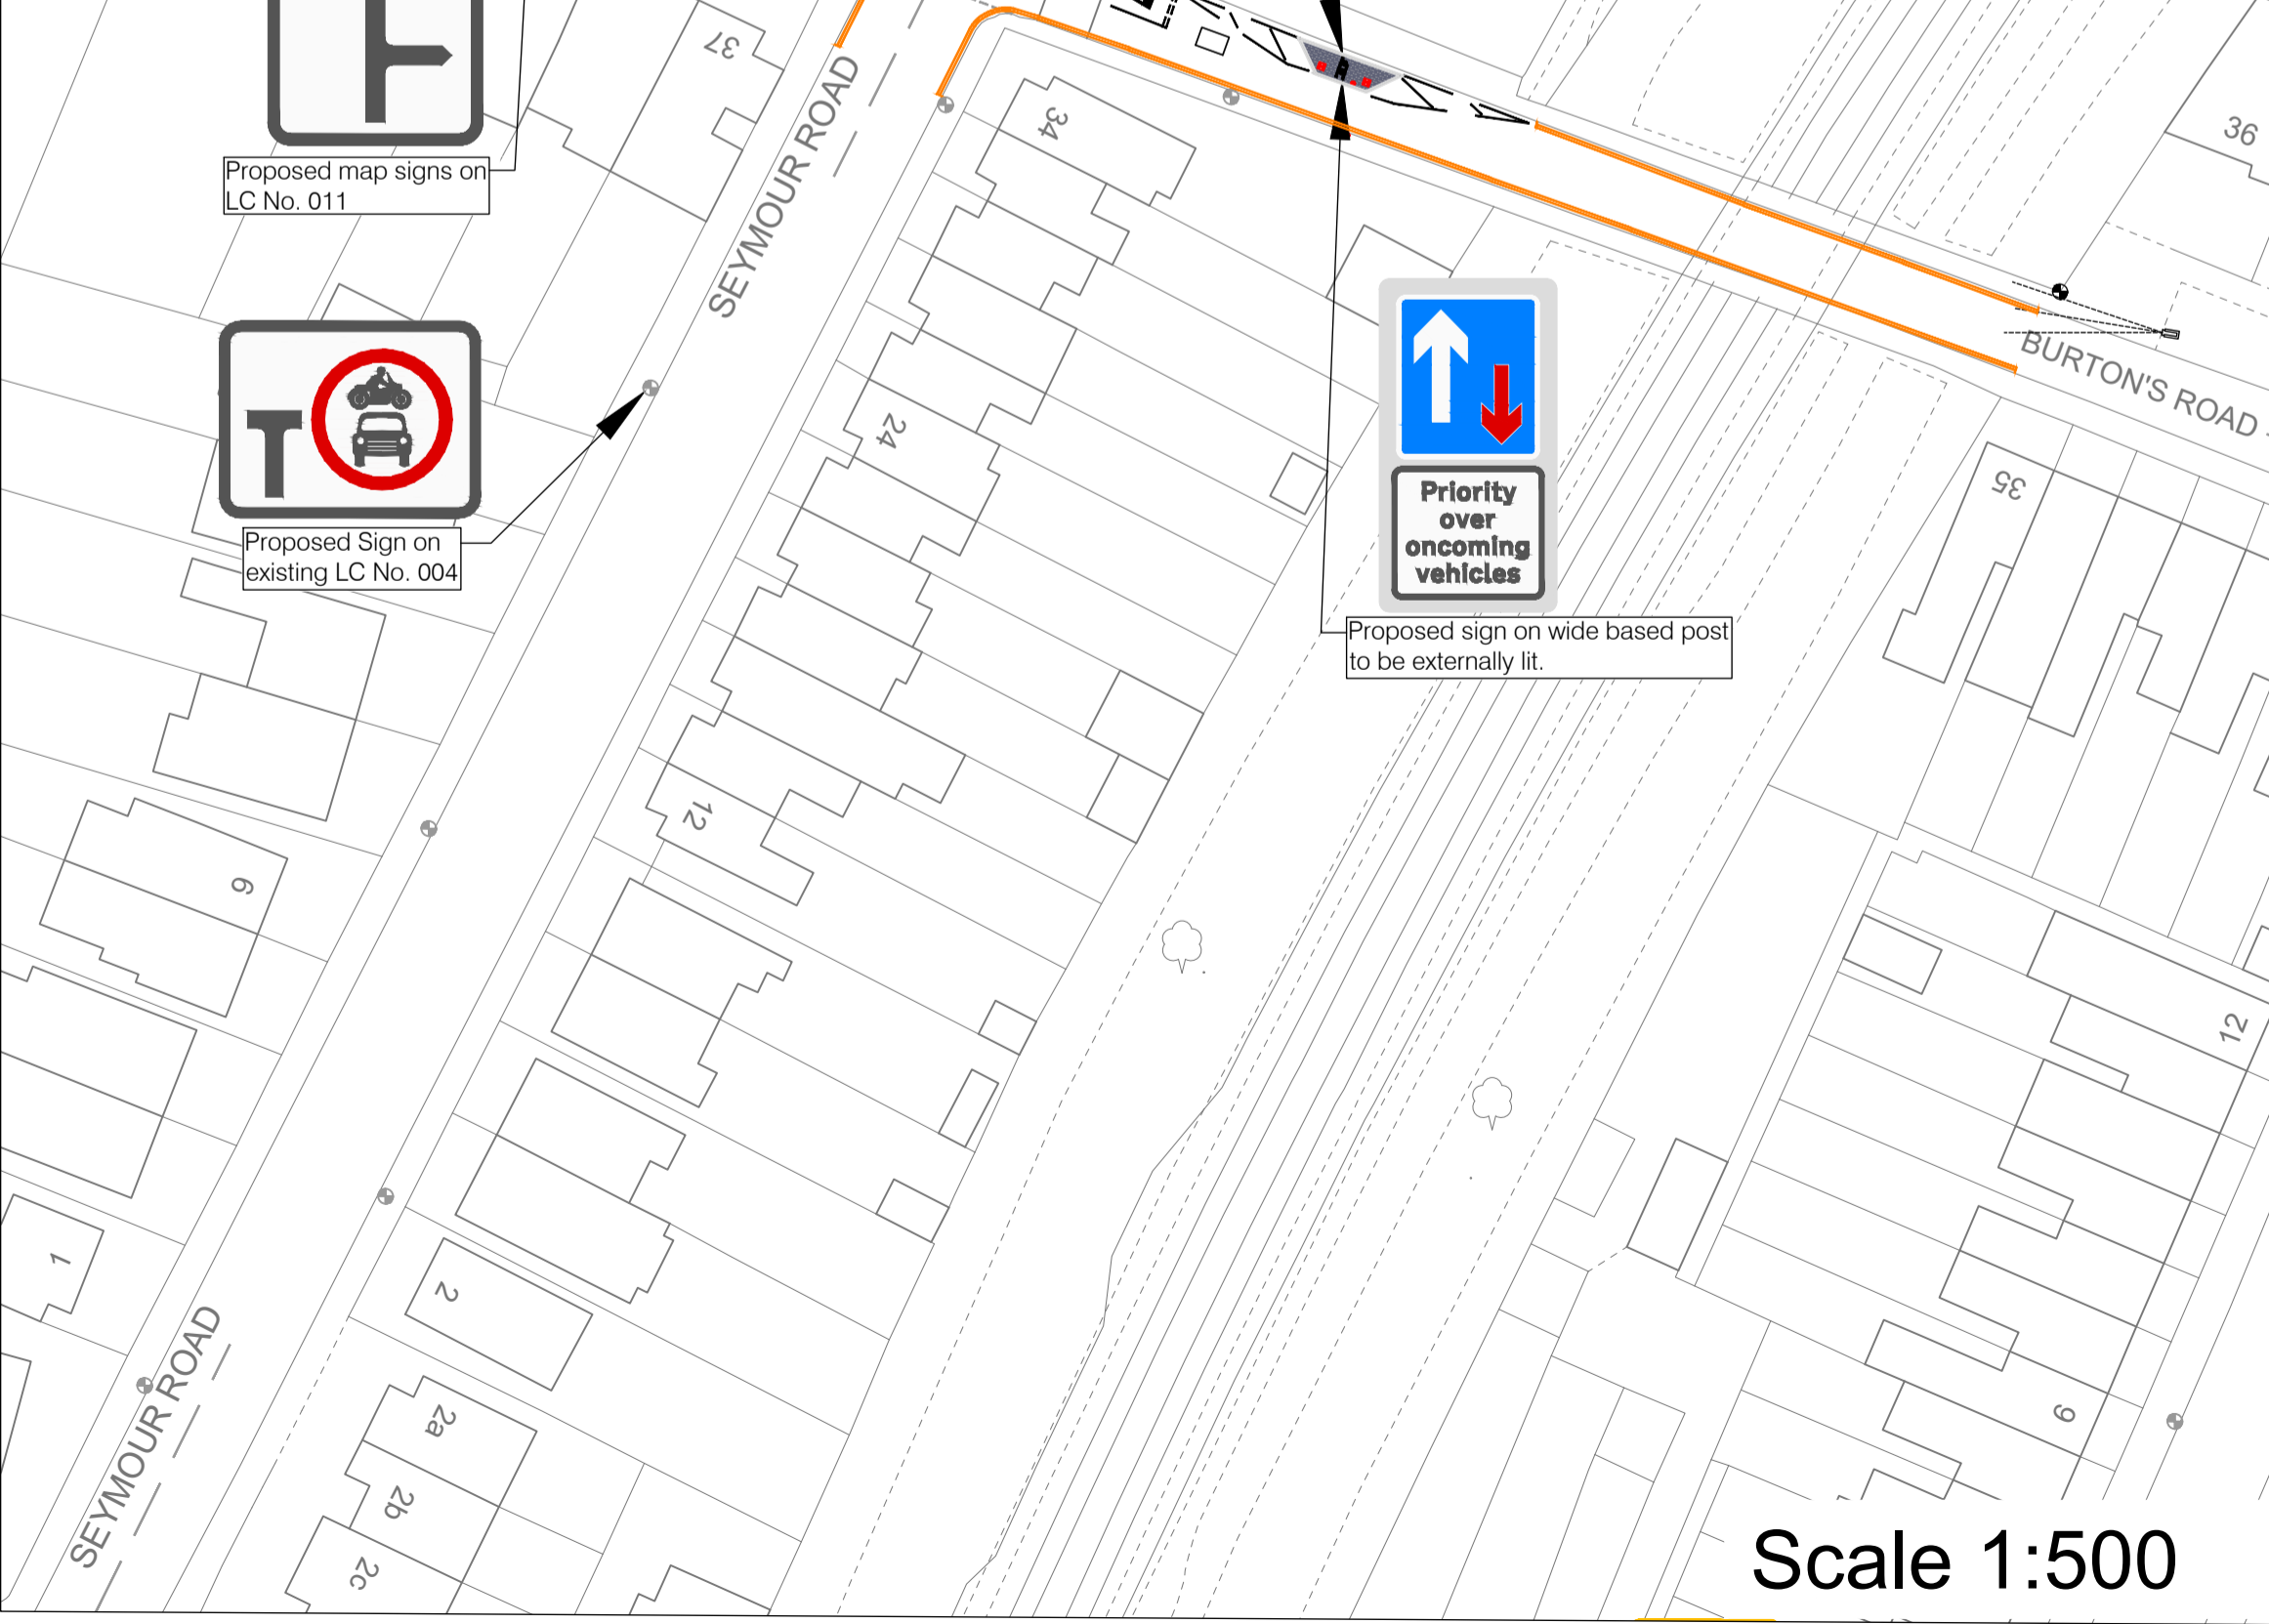 37
34
36
Proposed map signs on
LC No. 011
SEYMOUR ROAD
BURTON'S ROAD
24
35
Priority
over
oncoming
vehicles
Proposed Sign on
existing LC No. 004
Proposed sign on wide based post
to be externally lit.
12
6
12
1
2
2a
9
2b
2c
SEYMOUR ROAD
Scale 1:500